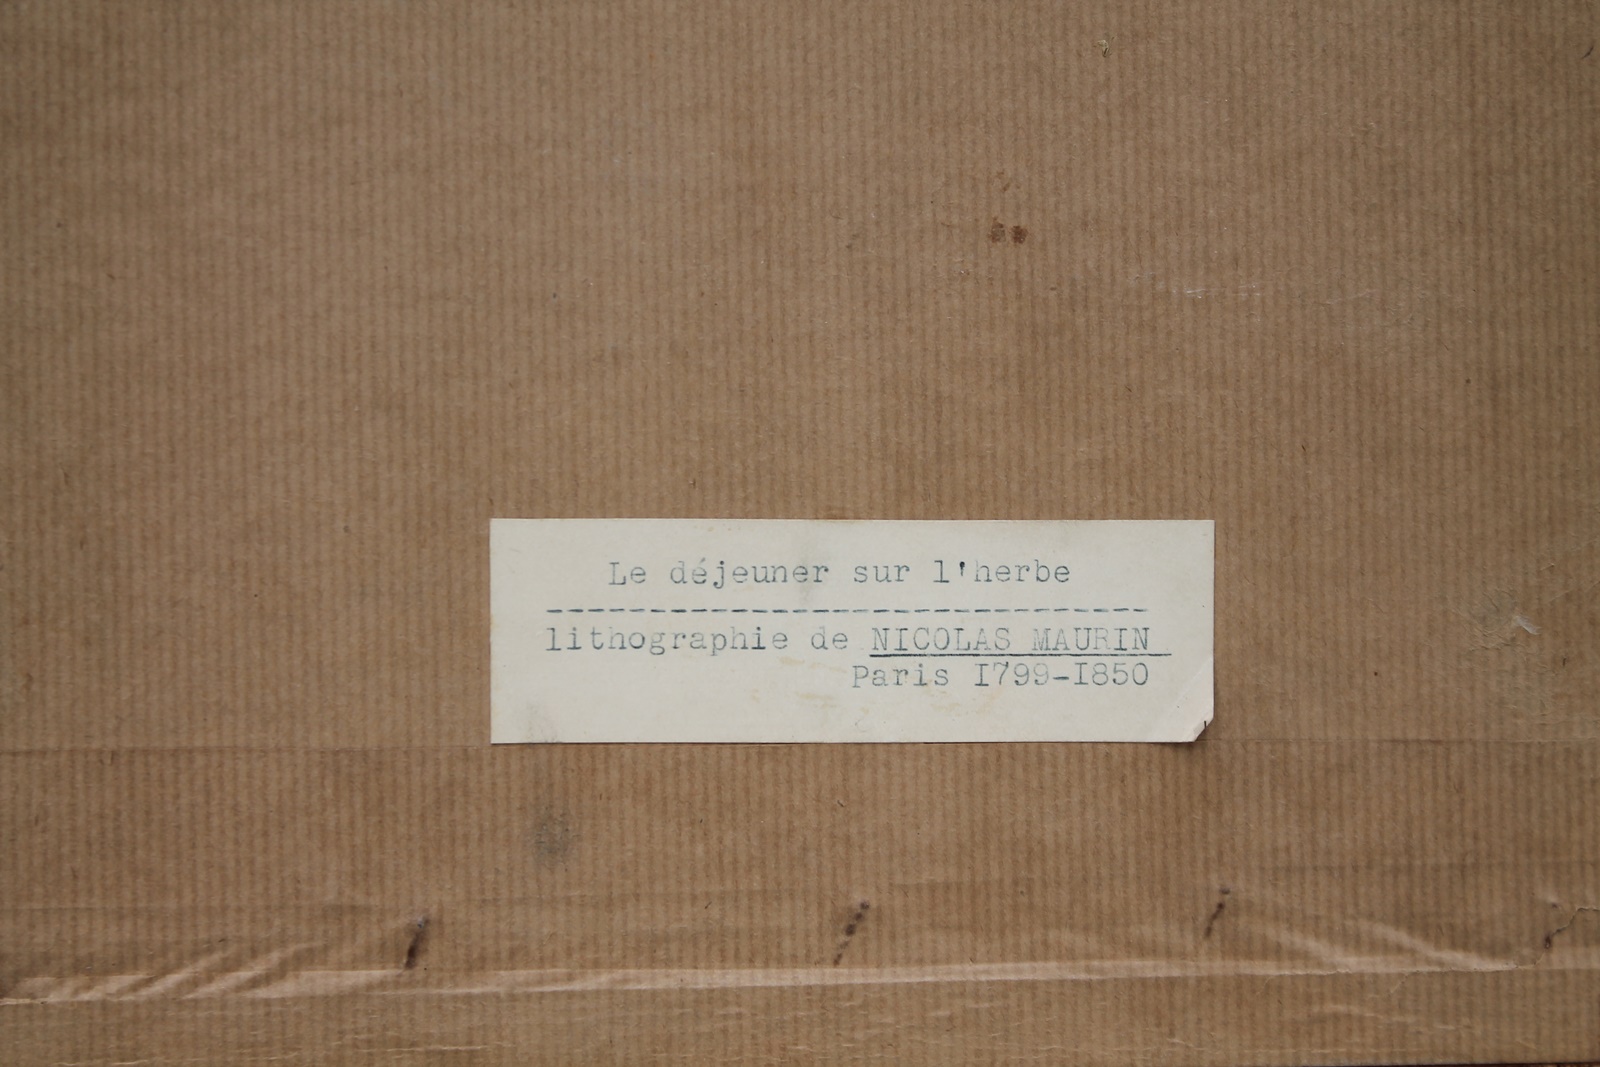 Le déjeuner sur l'herbe
------------------------------
lithographie de NICOLAS MAURIN
Paris I799-I850